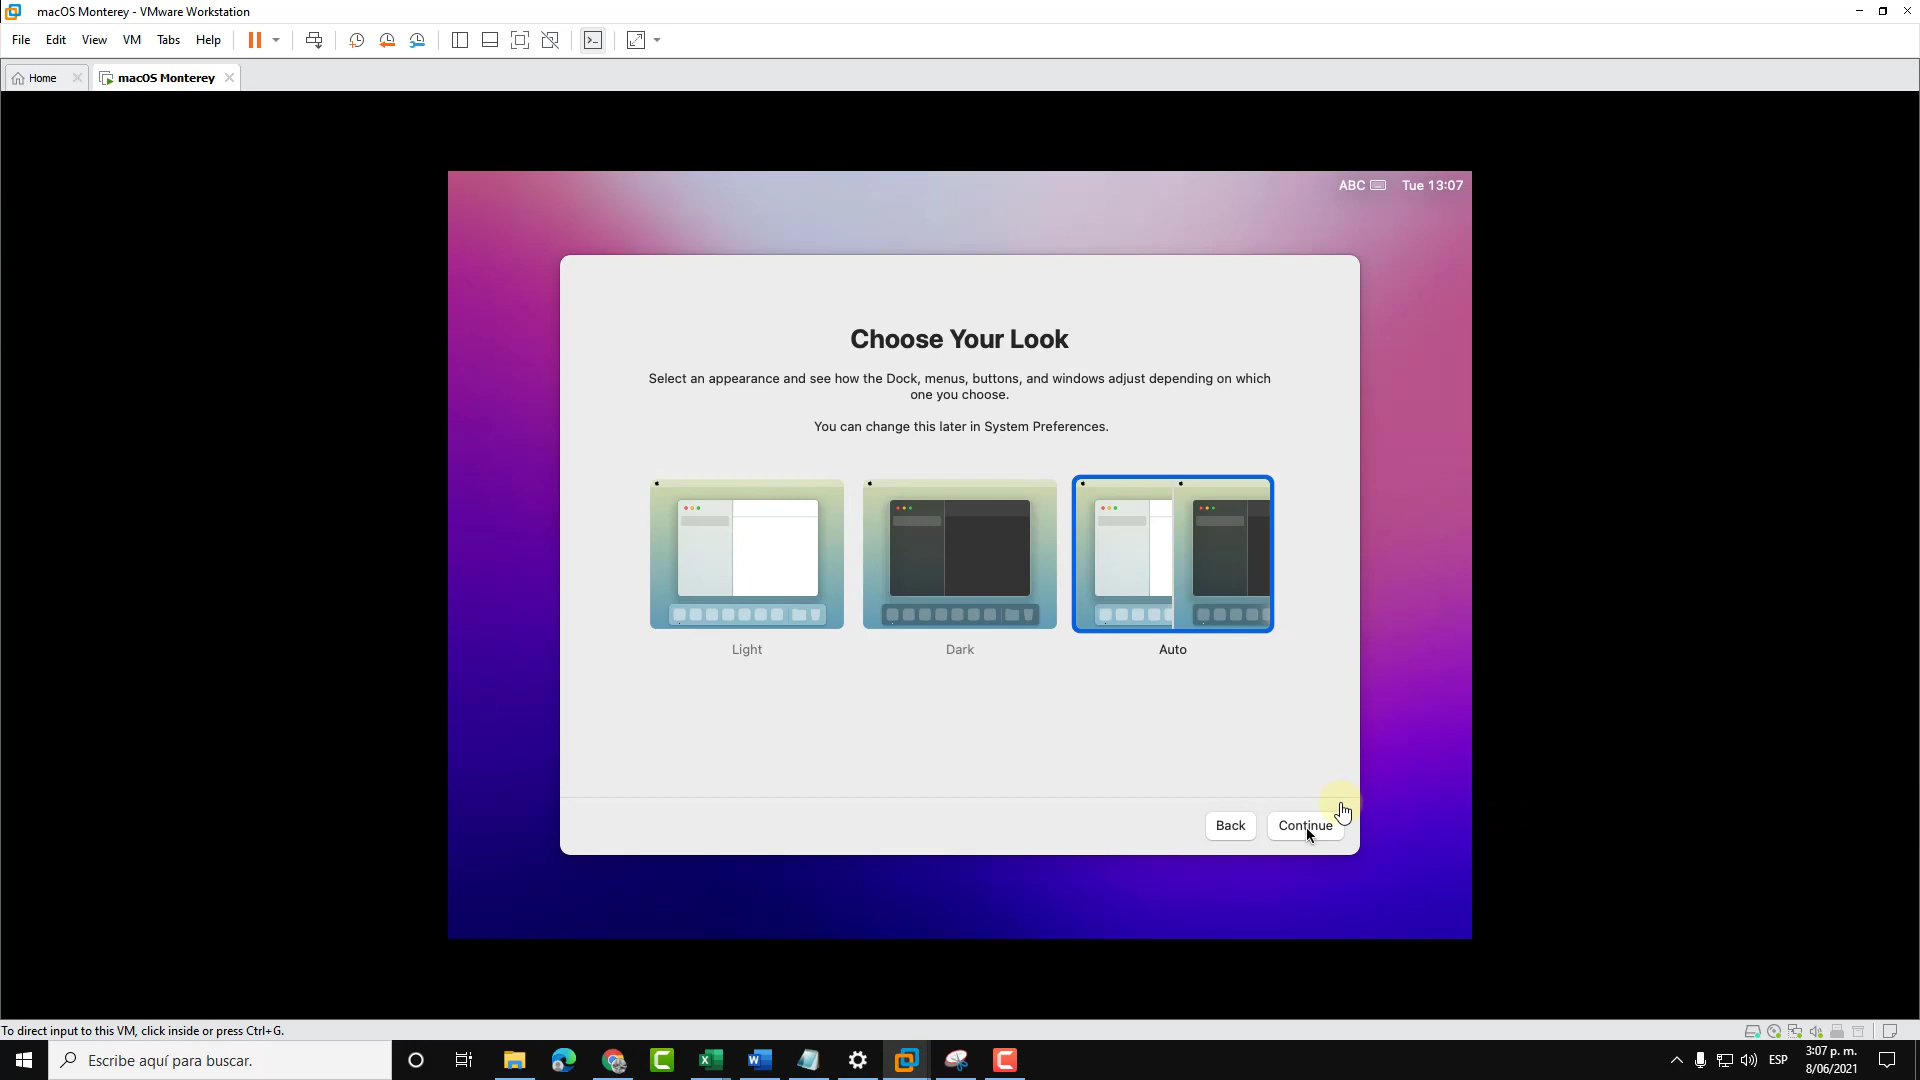 macOS Monterey - VMware Workstation
File Edit View VM Tabs Help
Home macOS Monterey
ABC Tue 13:07
Choose Your Look
Select an appearance and see how the Dock, menus, buttons, and windows adjust depending on which
one you choose.
You can change this later in System Preferences.
Light Dark Auto
Back Continue
To direct input to this VM, click inside or press Ctrl+G.
Escribe aquí para buscar.
ESP
3:07 p. m.
8/06/2021